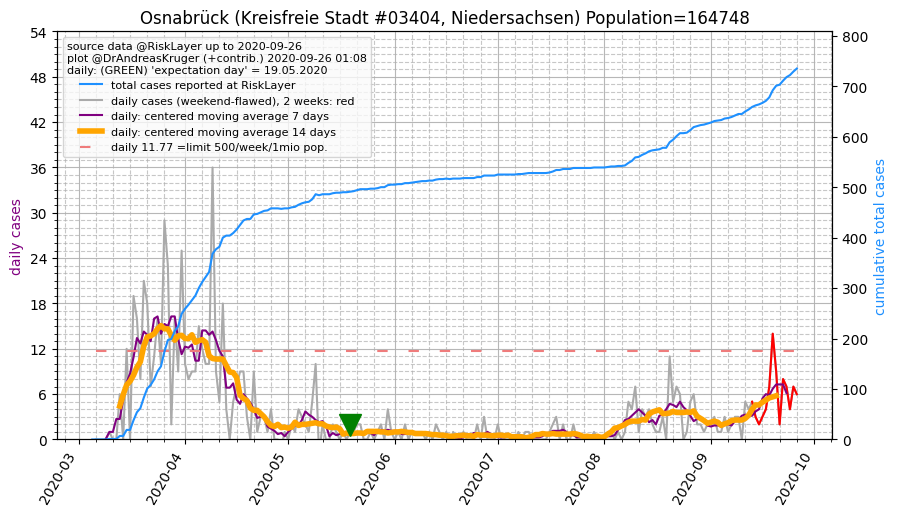 Osnabrück (Kreisfreie Stadt #03404, Niedersachsen) Population=164748
source data @RiskLayer up to 2020-09-26
plot @DrAndreasKruger (+contrib.) 2020-09-26 01:08
daily: (GREEN) 'expectation day' = 19.05.2020
total cases reported at RiskLayer
daily cases (weekend-flawed), 2 weeks: red
daily: centered moving average 7 days
daily: centered moving average 14 days
daily 11.77 =limit 500/week/1mio pop.
daily cases
54
48
42
36
30
24
18
12
6
0
800
700
600
500
400
300
200
100
0
cumulative total cases
2020-03
2020-04
2020-05
2020-06
2020-07
2020-08
2020-09
2020-10